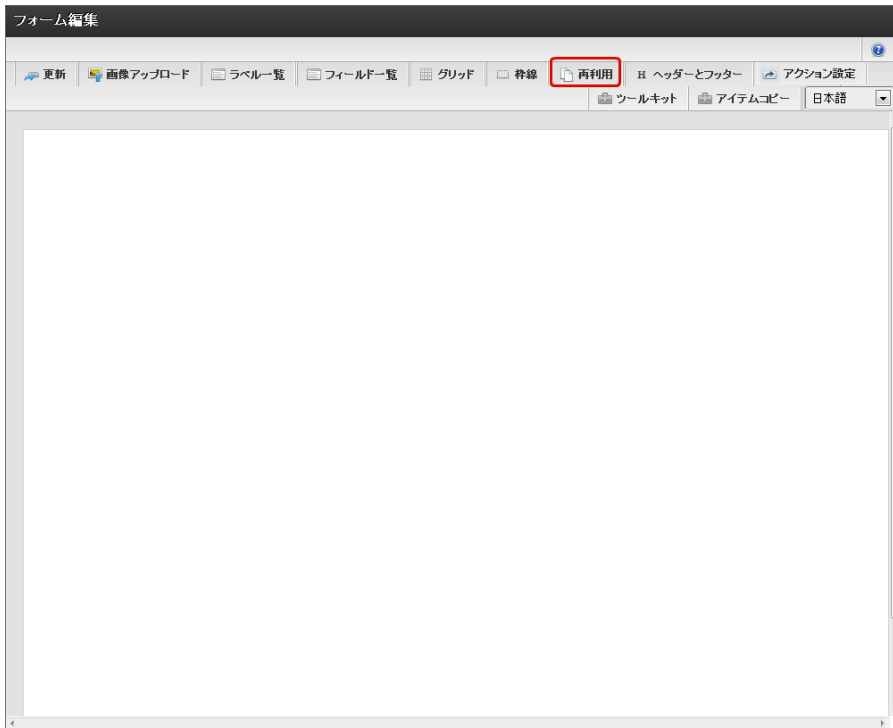 フォーム編集
?
更新 画像アップロード ラベル一覧 フィールド一覧 グリッド 枠線 再利用 H ヘッダーとフッター アクション設定
ツールキット アイテムコピー 日本語